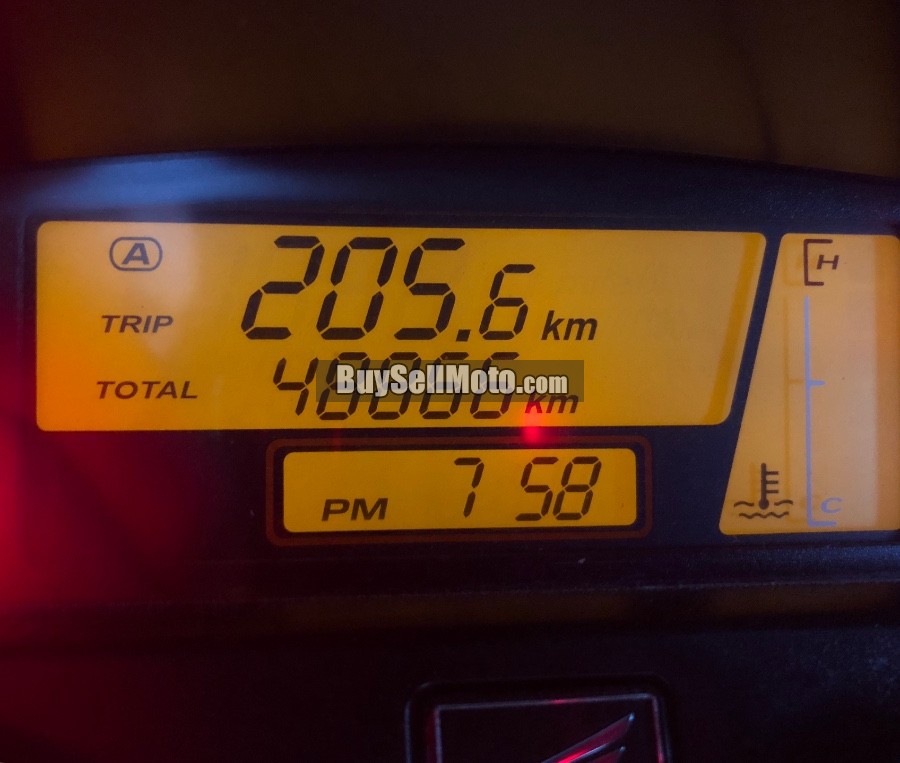 A
TRIP 205.6 km
TOTAL km
BuySellMoto.com
PM 7 58
H
C